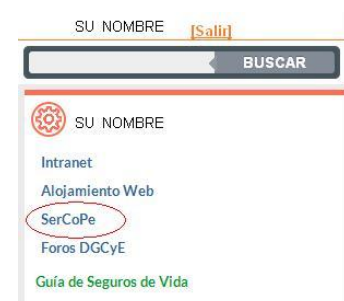 SU NOMBRE [Salir]
BUSCAR
SU NOMBRE
Intranet
Alojamiento Web
SerCoPe
Foros DGCyE
Guía de Seguros de Vida